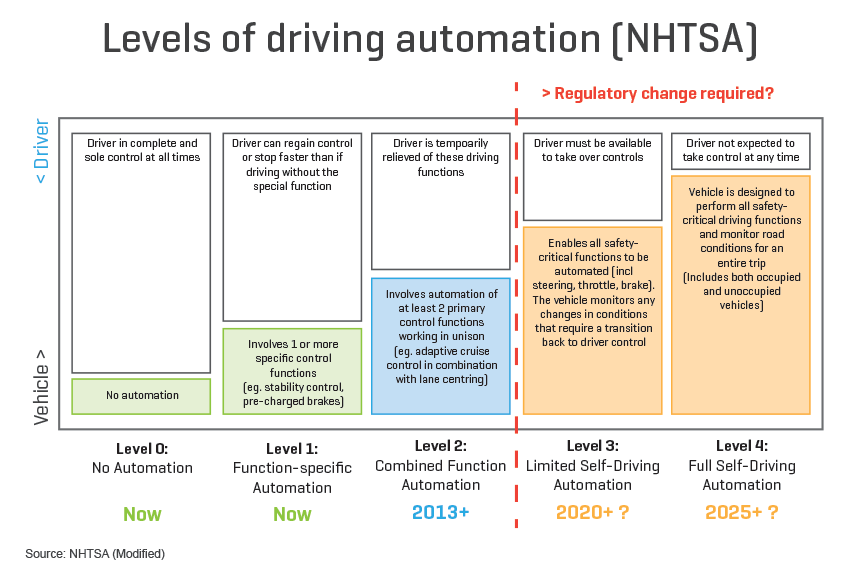 Levels of driving automation (NHTSA)
> Regulatory change required?
< Driver
Vehicle >
Driver in complete and
sole control at all times
No automation
Driver can regain control
or stop faster than if
driving without the
special function
Involves 1 or more
specific control
functions
(eg. stability control,
pre-charged brakes)
Driver is tempoarily
relieved of these driving
functions
Involves automation of
at least 2 primary
control functions
working in unison
(eg. adaptive cruise
control in combination
with lane centring)
Driver must be available
to take over controls
Enables all safety-
critical functions to be
automated (incl
steering, throttle, brake).
The vehicle monitors any
changes in conditions
that require a transition
back to driver control
Driver not expected to
take control at any time
Vehicle is designed to
perform all safety-
critical driving functions
and monitor road
conditions for an
entire trip
(Includes both occupied
and unoccupied
vehicles)
Level 0:
No Automation
Now
Level 1:
Function-specific
Automation
Now
Level 2:
Combined Function
Automation
2013+
Level 3:
Limited Self-Driving
Automation
2020+ ?
Level 4:
Full Self-Driving
Automation
2025+ ?
Source: NHTSA (Modified)